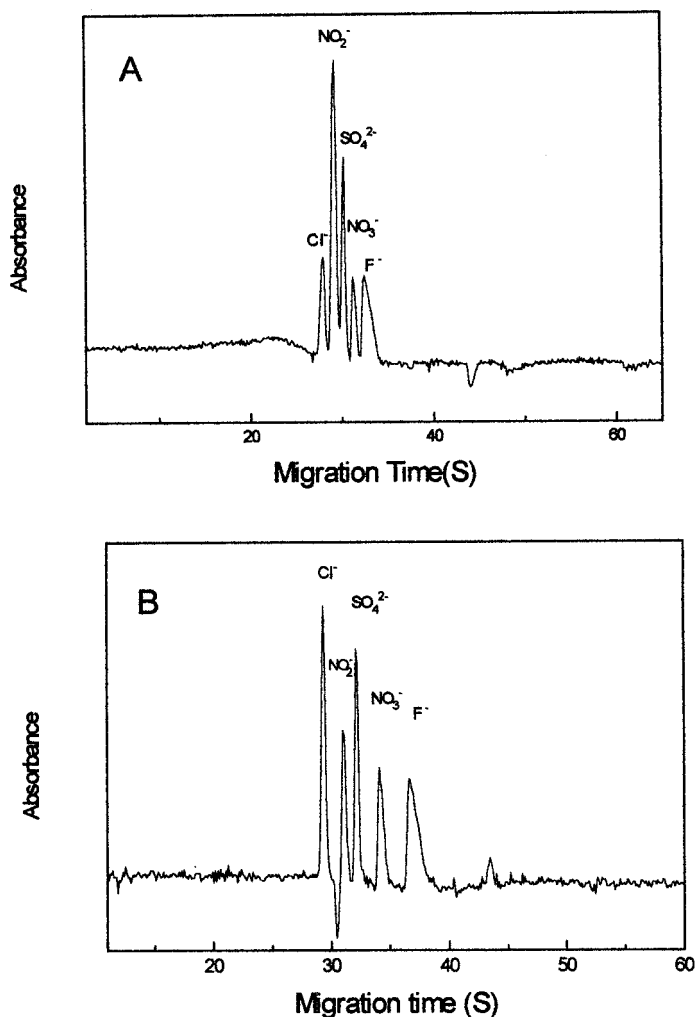 A
NO₂⁻
SO₄²⁻
Cl⁻
NO₃⁻
F⁻
Absorbance
20
40
60
Migration Time(S)
B
Cl⁻
SO₄²⁻
NO₂⁻
NO₃⁻
F⁻
Absorbance
20
30
40
50
60
Migration time (S)